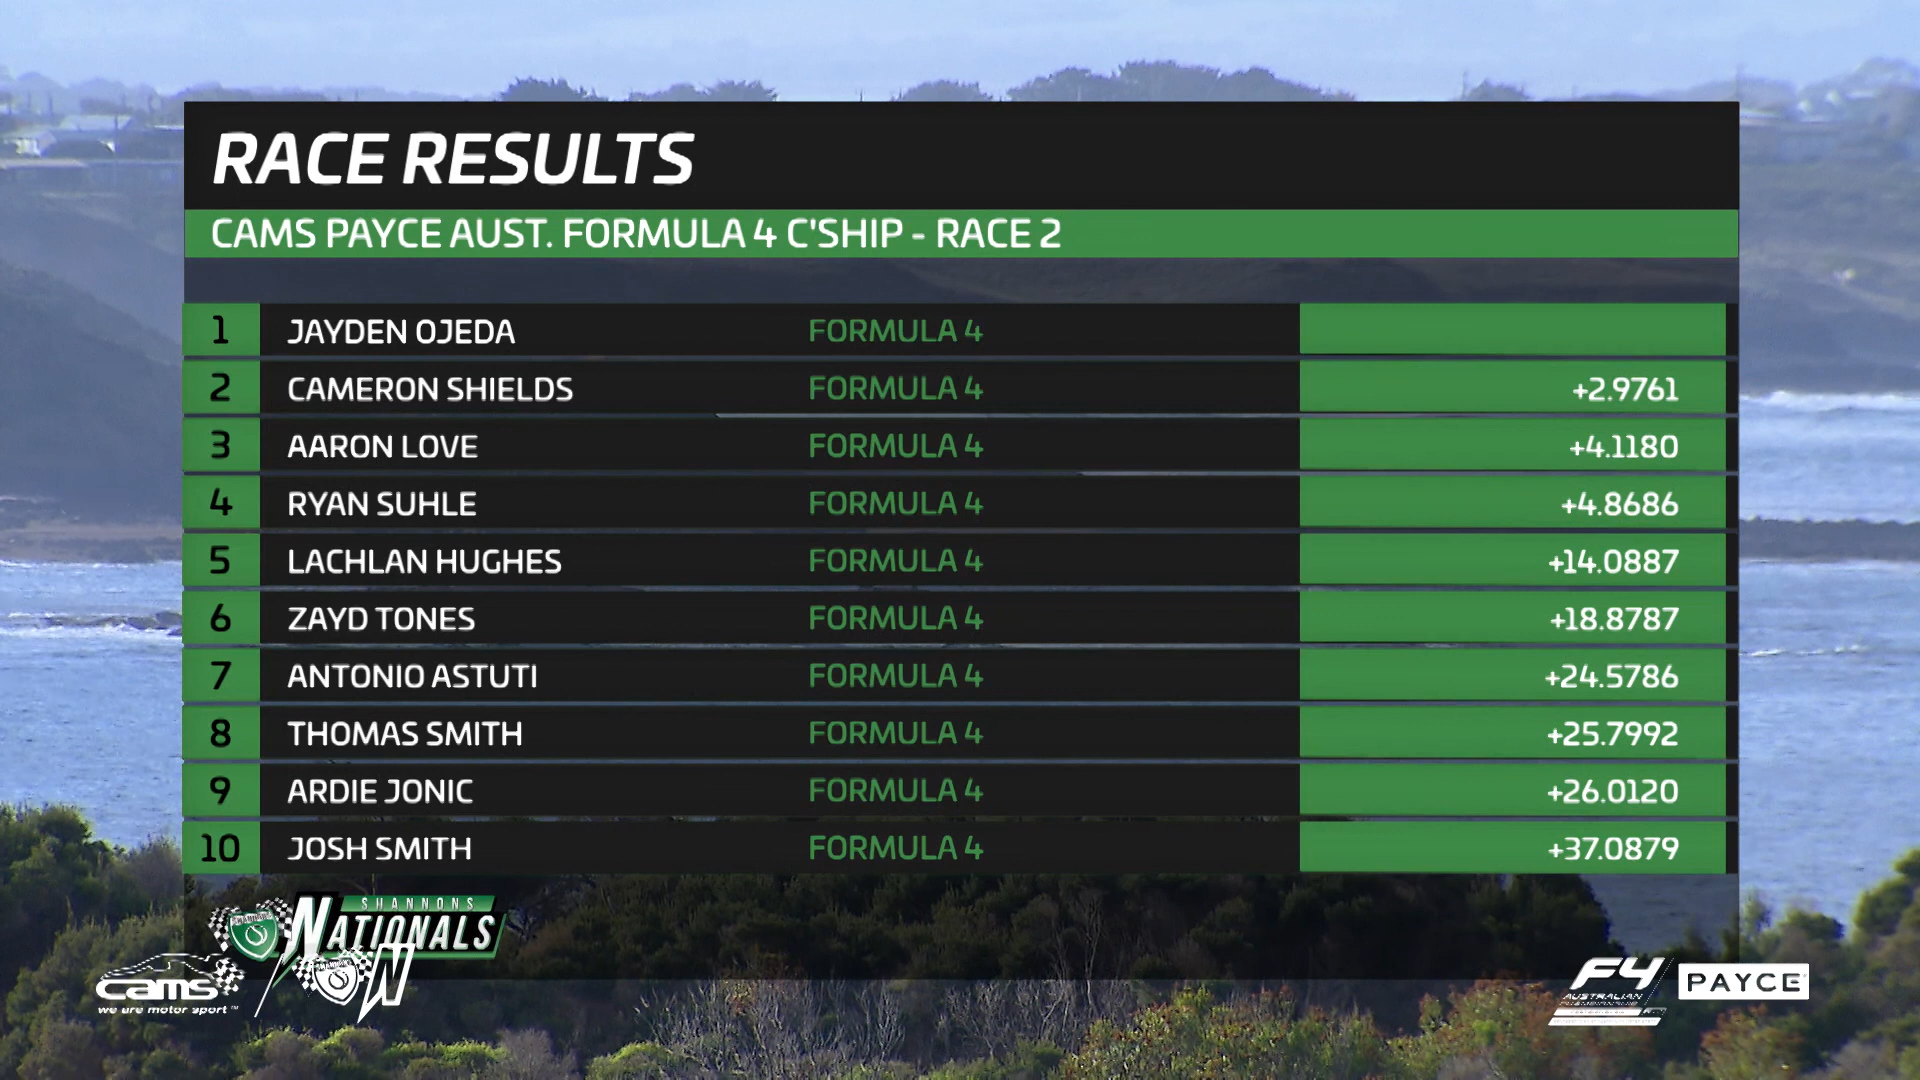 RACE RESULTS
CAMS PAYCE AUST. FORMULA 4 C'SHIP - RACE 2
1 JAYDEN OJEDA FORMULA 4
2 CAMERON SHIELDS FORMULA 4 +2.9761
3 AARON LOVE FORMULA 4 +4.1180
4 RYAN SUHLE FORMULA 4 +4.8686
5 LACHLAN HUGHES FORMULA 4 +14.0887
6 ZAYD TONES FORMULA 4 +18.8787
7 ANTONIO ASTUTI FORMULA 4 +24.5786
8 THOMAS SMITH FORMULA 4 +25.7992
9 ARDIE JONIC FORMULA 4 +26.0120
10 JOSH SMITH FORMULA 4 +37.0879
SHANNONS
NATIONALS
cams
we are motor sport™
N
F4
AUSTRALIAN
PAYCE